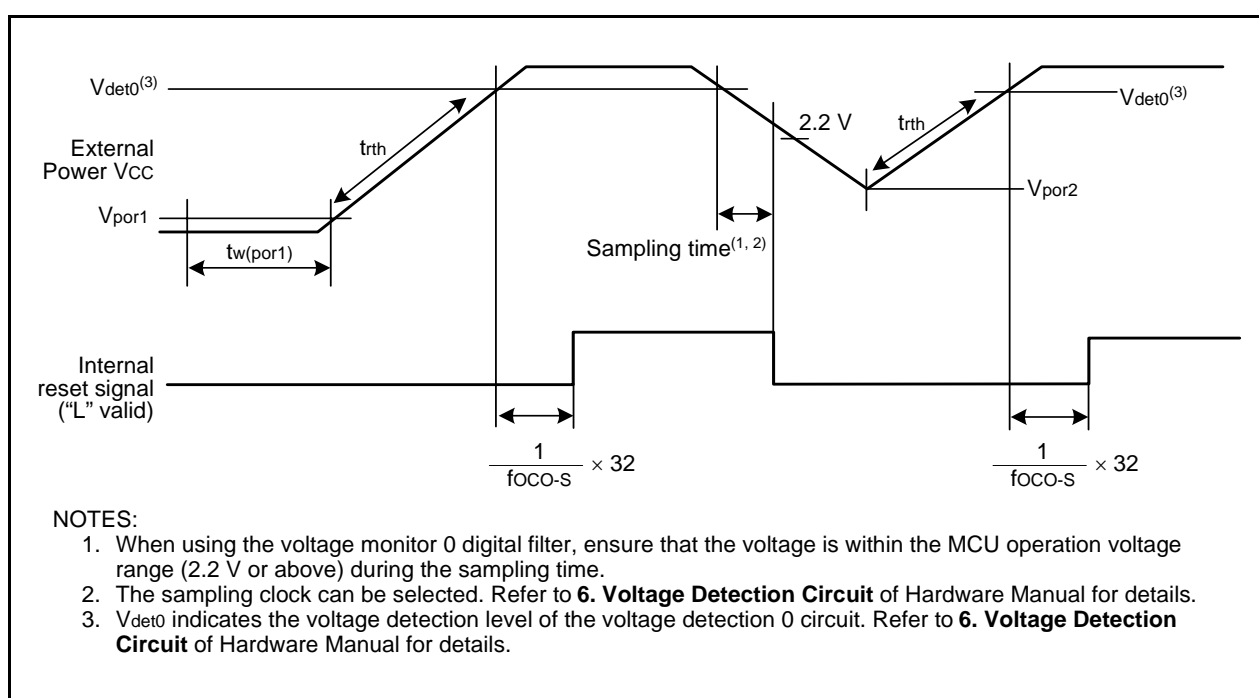 Vdet0(3)
External
Power VCC
Vpor1
tw(por1)
trth
2.2 V
trth
Vdet0(3)
Vpor2
Sampling time(1, 2)
Internal
reset signal
(“L” valid)
1
fOCO-S
× 32
1
fOCO-S
× 32
NOTES:
1. When using the voltage monitor 0 digital filter, ensure that the voltage is within the MCU operation voltage
range (2.2 V or above) during the sampling time.
2. The sampling clock can be selected. Refer to 6. Voltage Detection Circuit of Hardware Manual for details.
3. Vdet0 indicates the voltage detection level of the voltage detection 0 circuit. Refer to 6. Voltage Detection
Circuit of Hardware Manual for details.